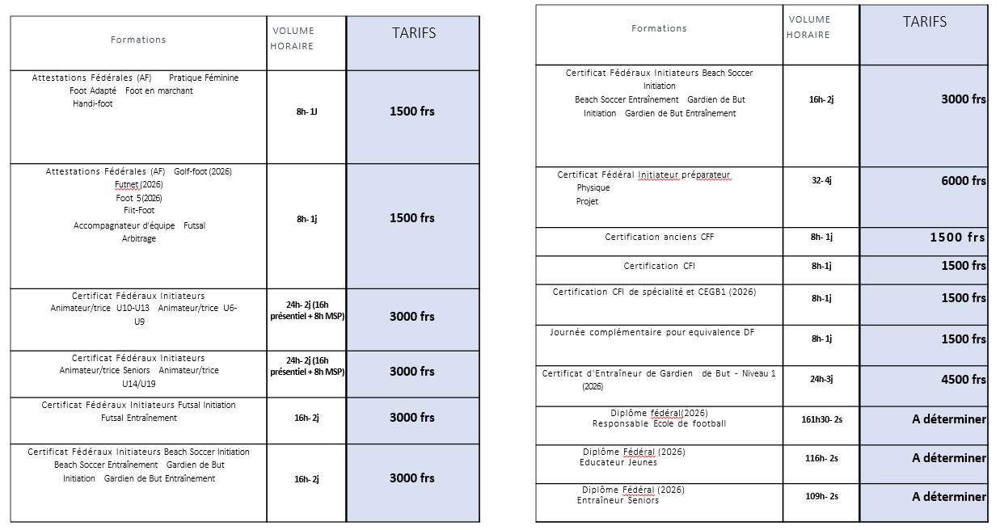 Formations
VOLUME
HORAIRE
TARIFS
Attestations Fédérales (AF) Pratique Féminine
Foot Adapté Foot en marchant
Handi-foot
8h- 1J
1500 frs
Attestations Fédérales (AF) Golf-foot (2026)
Futnet (2026)
Foot 5 (2026)
Fiit-Foot
Accompagnateur d'équipe Futsal
Arbitrage
8h- 1j
1500 frs
Certificat Fédéraux Initiateurs
Animateur/trice U10-U13 Animateur/trice U6-
U9
24h- 2j (16h
présentiel + 8h MSP)
3000 frs
Certificat Fédéraux Initiateurs
Animateur/trice Seniors Animateur/trice
U14/U19
24h- 2j (16h
présentiel + 8h MSP)
3000 frs
Certificat Fédéraux Initiateurs Futsal Initiation
Futsal Entraînement
16h- 2j
3000 frs
Certificat Fédéraux Initiateurs Beach Soccer Initiation
Beach Soccer Entraînement Gardien de But
Initiation Gardien de But Entraînement
16h- 2j
3000 frs
Formations
VOLUME
HORAIRE
TARIFS
Certificat Fédéraux Initiateurs Beach Soccer
Initiation
Beach Soccer Entraînement Gardien de But
Initiation Gardien de But Entraînement
16h- 2j
3000 frs
Certificat Fédéral Initiateur préparateur
Physique
Projet
32- 4j
6000 frs
Certification anciens CFF
8h- 1j
1500 frs
Certification CFI
8h-1j
1500 frs
Certification CFI de spécialité et CEGB1 (2026)
8h-1j
1500 frs
Journée complémentaire pour equivalence DF
8h- 1j
1500 frs
Certificat d'Entraîneur de Gardien de But - Niveau 1
(2026)
24h-3j
4500 frs
Diplôme fédéral(2026)
Responsable Ecole de football
161h30- 2s
A déterminer
Diplôme Fédéral (2026)
Educateur Jeunes
116h- 2s
A déterminer
Diplôme Fédéral (2026)
Entraîneur Seniors
109h- 2s
A déterminer